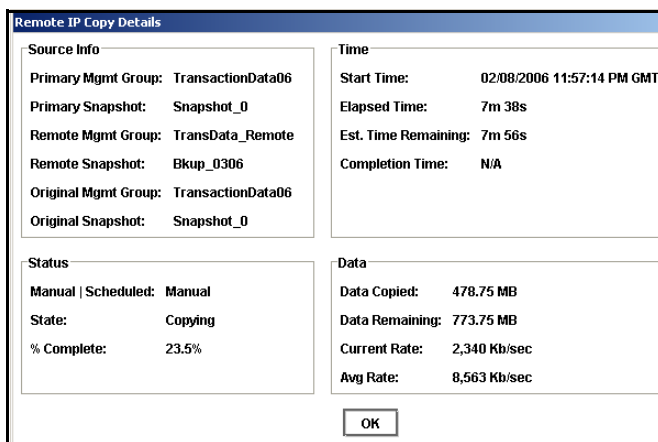 Remote IP Copy Details
Source Info
Primary Mgmt Group: TransactionData06
Primary Snapshot: Snapshot_0
Remote Mgmt Group: TransData_Remote
Remote Snapshot: Bkup_0306
Original Mgmt Group: TransactionData06
Original Snapshot: Snapshot_0
Time
Start Time: 02/08/2006 11:57:14 PM GMT
Elapsed Time: 7m 38s
Est. Time Remaining: 7m 56s
Completion Time: N/A
Status
Manual | Scheduled: Manual
State: Copying
% Complete: 23.5%
Data
Data Copied: 478.75 MB
Data Remaining: 773.75 MB
Current Rate: 2,340 Kb/sec
Avg Rate: 8,563 Kb/sec
OK